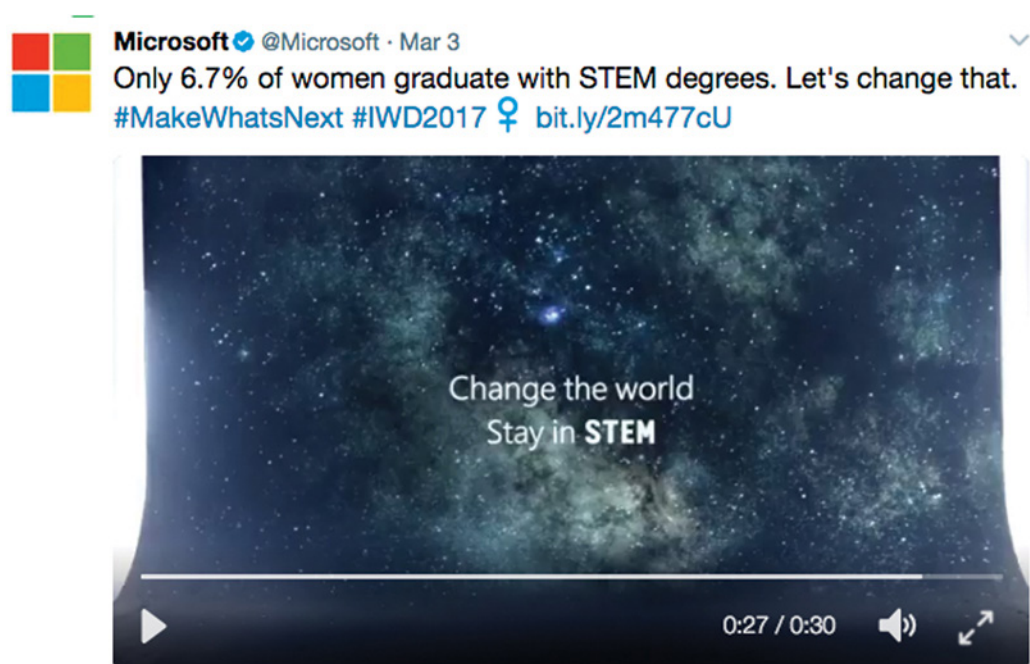 Microsoft @Microsoft · Mar 3
Only 6.7% of women graduate with STEM degrees. Let's change that.
#MakeWhatsNext #IWD2017 ♀ bit.ly/2m477cU
Change the world
Stay in STEM
0:27 / 0:30